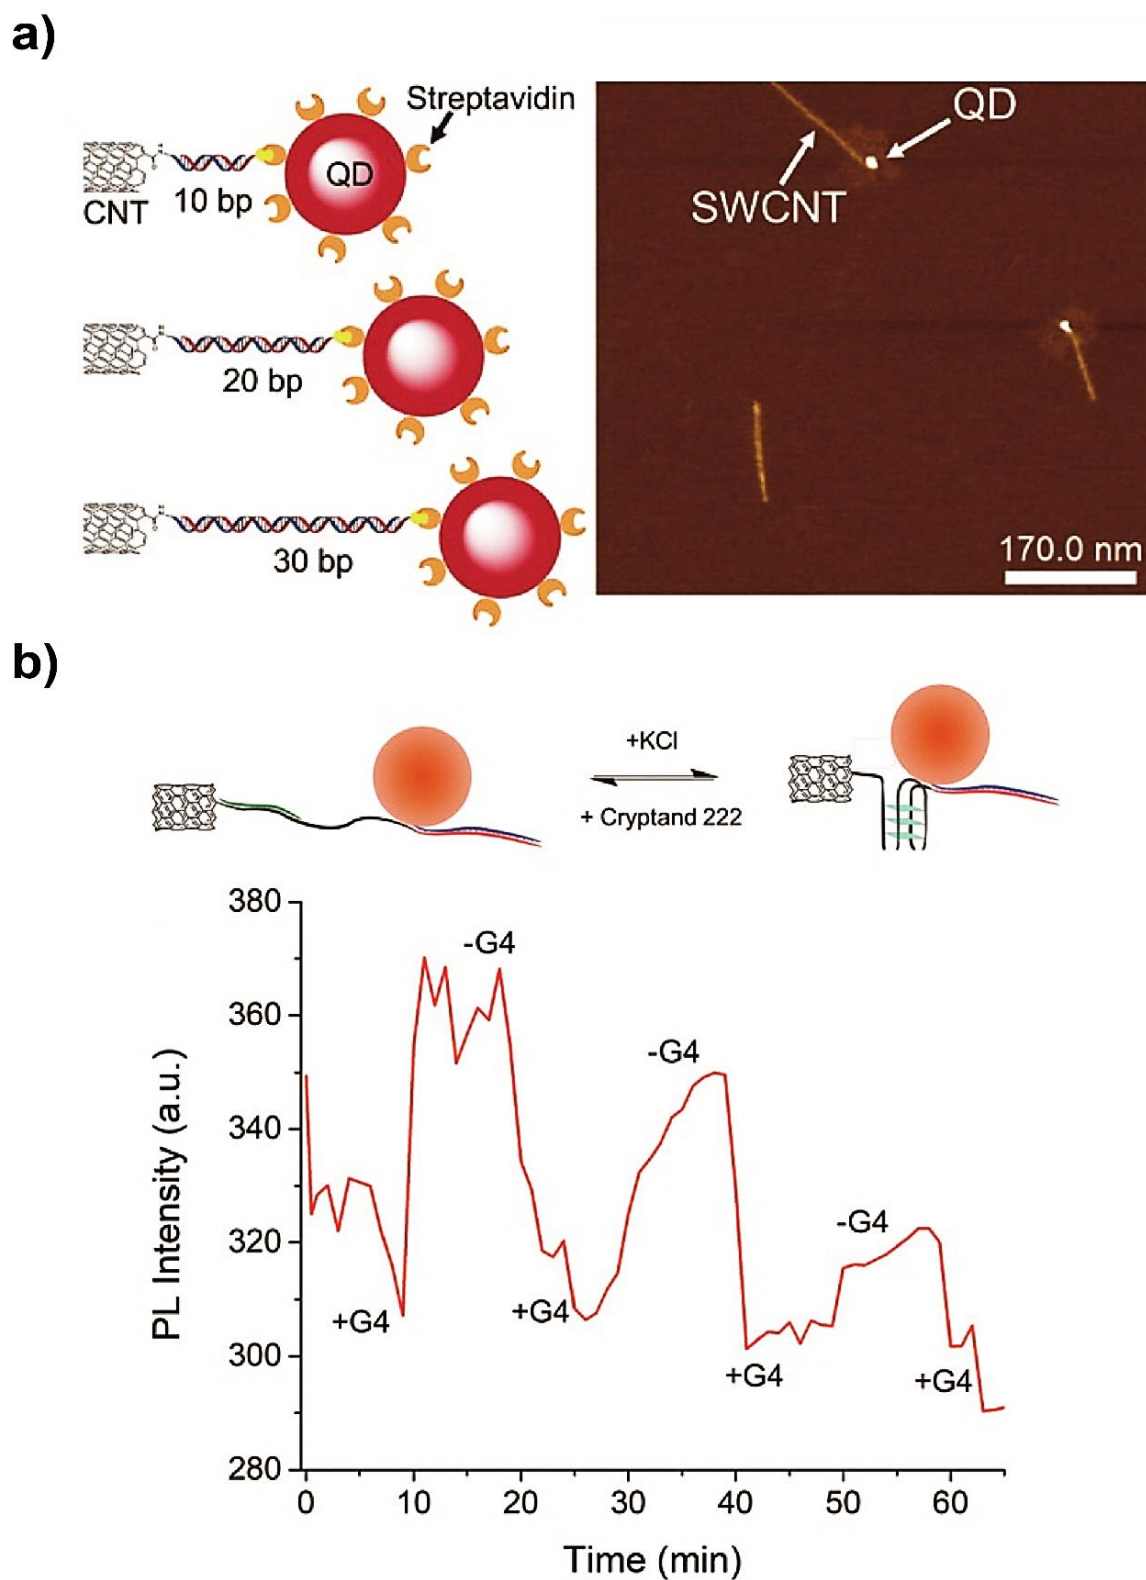 a)
Streptavidin
QD
CNT
10 bp
20 bp
30 bp
QD
SWCNT
170.0 nm
b)
+KCl
+ Cryptand 222
380
360
340
320
300
280
-G4
-G4
-G4
+G4
+G4
+G4
+G4
PL Intensity (a.u.)
0 10 20 30 40 50 60
Time (min)